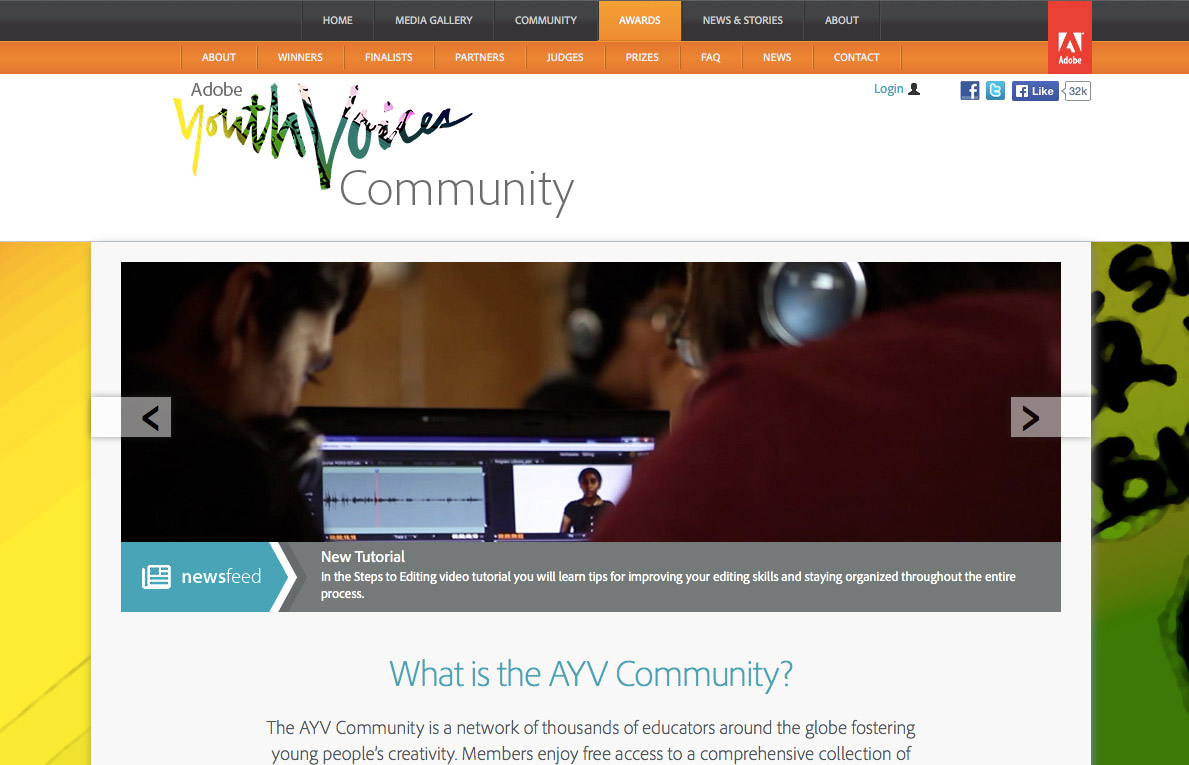 HOME MEDIA GALLERY COMMUNITY AWARDS NEWS & STORIES ABOUT
ABOUT WINNERS FINALISTS PARTNERS JUDGES PRIZES FAQ NEWS CONTACT
Adobe
Login
Like 32k
Adobe
Youth Voices
Community
< >
New Tutorial
newsfeed
In the Steps to Editing video tutorial you will learn tips for improving your editing skills and staying organized throughout the entire
process.
What is the AYV Community?
The AYV Community is a network of thousands of educators around the globe fostering
young people's creativity. Members enjoy free access to a comprehensive collection of